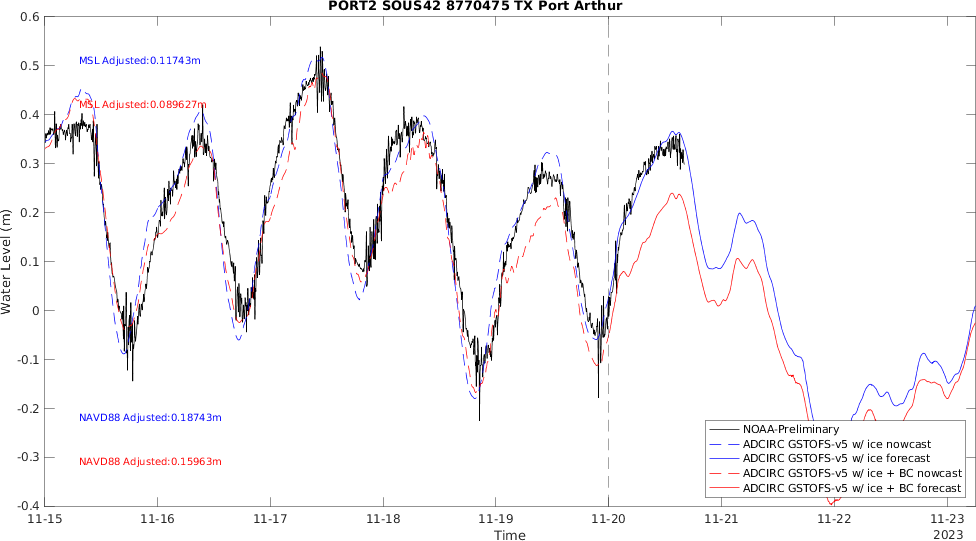 PORT2 SOUS42 8770475 TX Port Arthur
0.6
0.5
0.4
0.3
0.2
0.1
0
-0.1
-0.2
-0.3
-0.4
Water Level (m)
MSL Adjusted:0.11743m
MSL Adjusted:0.089627m
NAVD88 Adjusted:0.18743m
NAVD88 Adjusted:0.15963m
NOAA-Preliminary
ADCIRC GSTOFS-v5 w/ ice nowcast
ADCIRC GSTOFS-v5 w/ ice forecast
ADCIRC GSTOFS-v5 w/ ice + BC nowcast
ADCIRC GSTOFS-v5 w/ ice + BC forecast
11-15 11-16 11-17 11-18 11-19 11-20 11-21 11-22 11-23
2023
Time